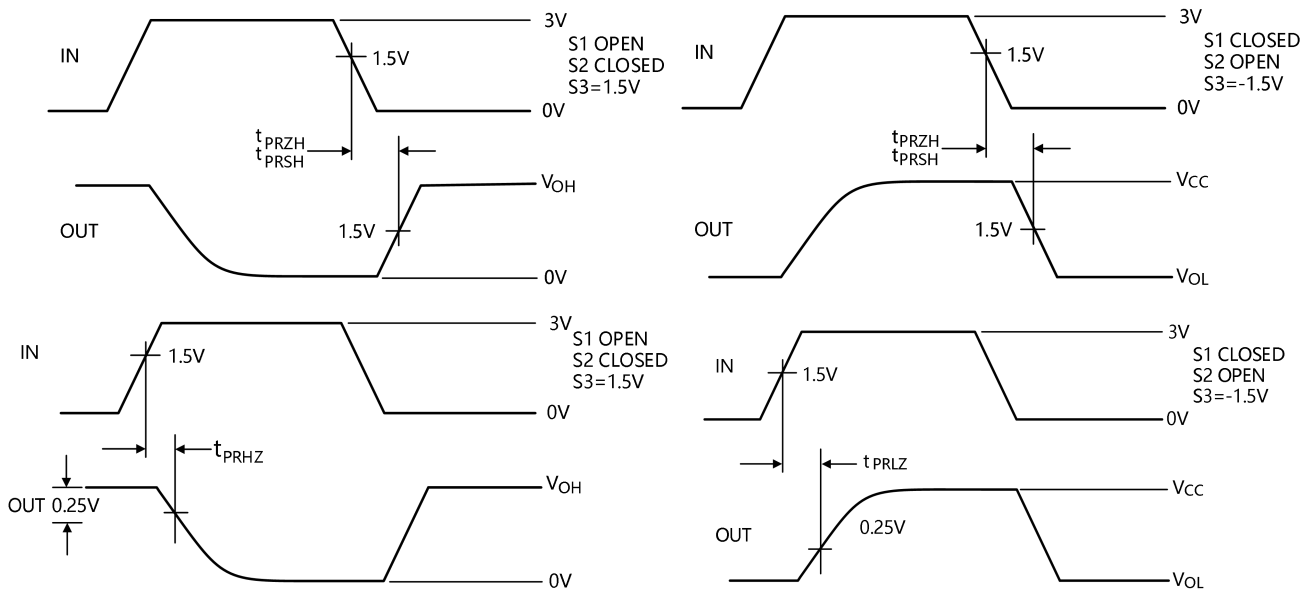 3V
S1 OPEN
IN
1.5V
S2 CLOSED
S3=1.5V
0V
tPRZH
tPRSH
VOH
OUT
1.5V
0V
3V
S1 CLOSED
IN
1.5V
S2 OPEN
S3=-1.5V
0V
tPRZH
tPRSH
VCC
OUT
1.5V
VOL
3V
S1 OPEN
IN
1.5V
S2 CLOSED
S3=1.5V
0V
tPRHZ
VOH
OUT 0.25V
0V
3V
S1 CLOSED
IN
1.5V
S2 OPEN
S3=-1.5V
0V
tPRLZ
VCC
0.25V
OUT
VOL